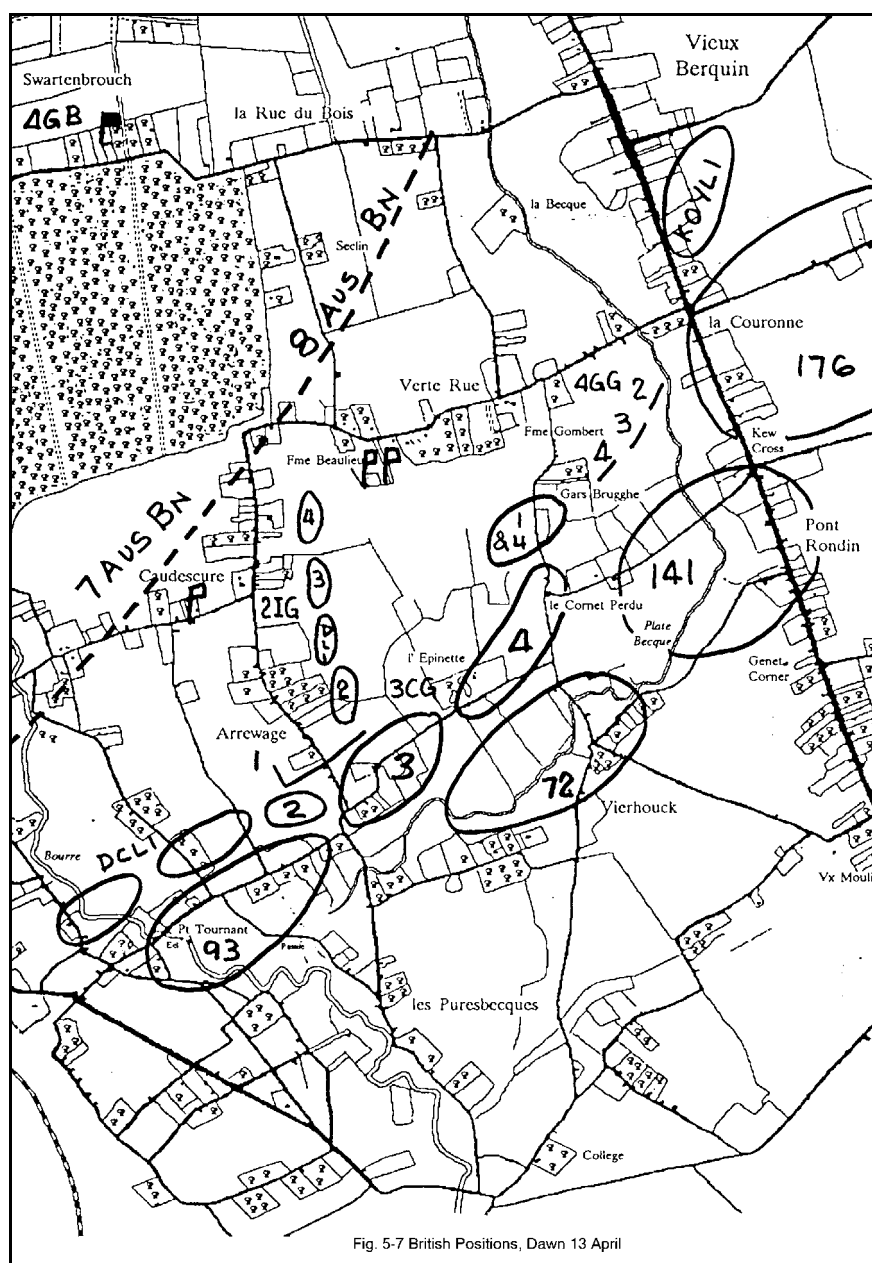 Vieux
Berquin
Swartenbrouch
4GB
la Rue du Bois
KOYLI
la Becque
Seclin
8 AUS BN
la Couronne
176
Verte Rue
4GG 2
3
4
Fme Gombert
Kew
Cross
Fme Beaulieu
Gars Brugghe
7 AUS BN
4
1
&4
Pont
Rondin
141
Caudescure
3
2IG
le Cornet Perdu
Plate
Becque
DLI
4
l' Epinette
Genet
Corner
2
3CG
Arrewage
1
3
2
72
Vierhouck
DCLI
Bourre
Vx Mouli
Pt Tournant
Ed
93
les Puresbecques
College
Fig. 5-7 British Positions, Dawn 13 April